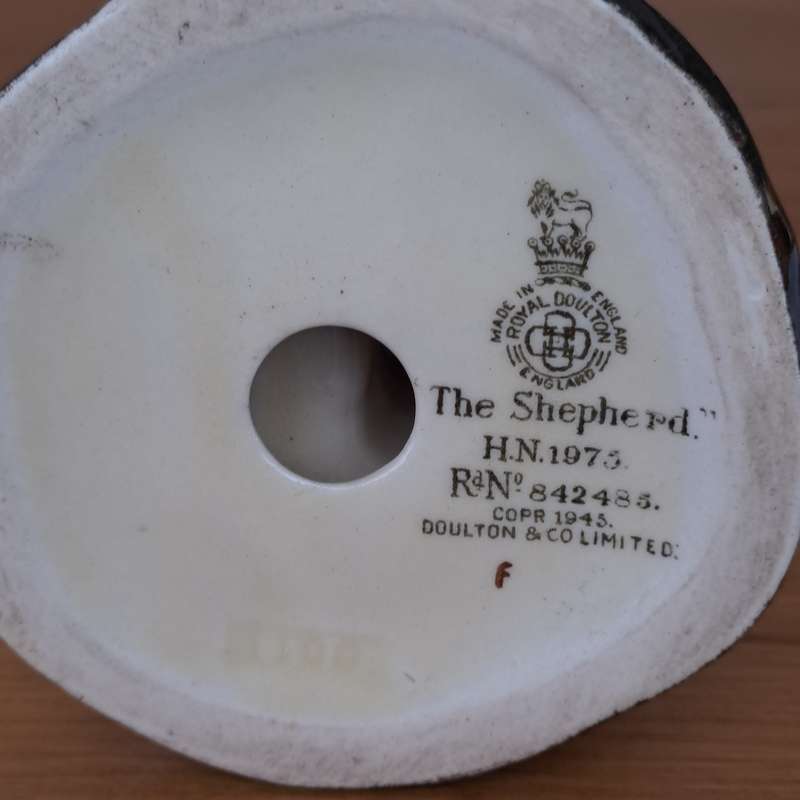 MADE IN ENGLAND
ROYAL DOULTON
ENGLAND
"The Shepherd."
H.N.1975.
RdNo 842485.
COPR 1945.
DOULTON & CO LIMITED.
F